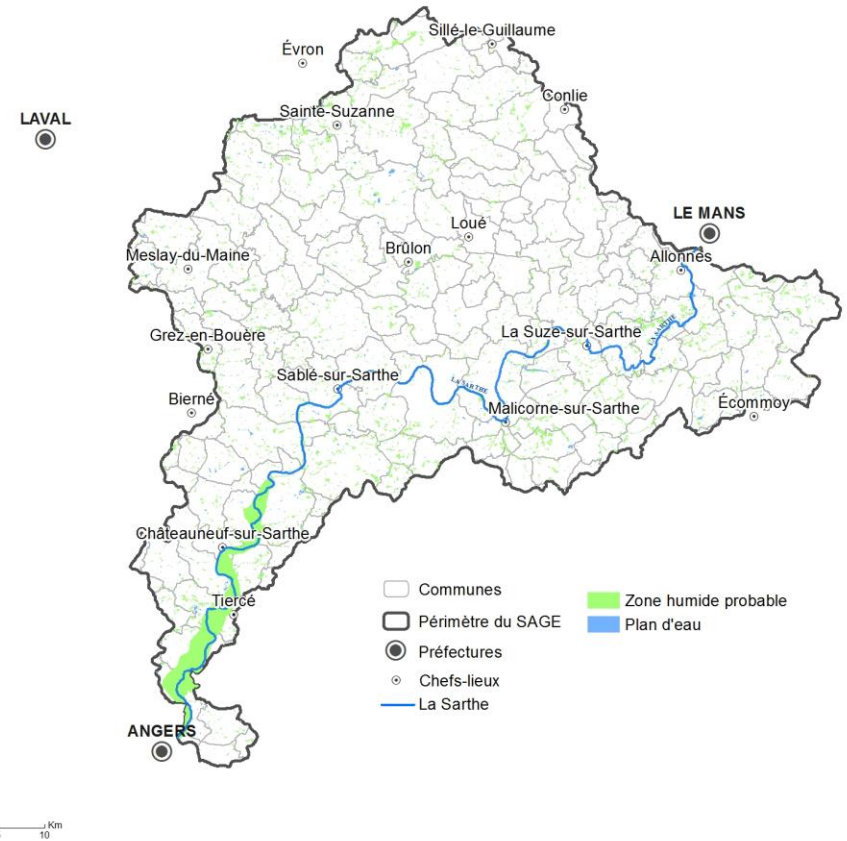 Sillé-le-Guillaume
Évron
Conlie
Sainte-Suzanne
LAVAL
LE MANS
Loué
Brûlon
Meslay-du-Maine
Allonnes
LA SARTHE
Grez-en-Bouère
La Suze-sur-Sarthe
Sablé-sur-Sarthe
LA SARTHE
Bierné
Malicorne-sur-Sarthe
Écommoy
Châteauneuf-sur-Sarthe
Tiercé
ANGERS
Communes
Périmètre du SAGE
Préfectures
Chefs-lieux
La Sarthe
Zone humide probable
Plan d'eau
Km
10